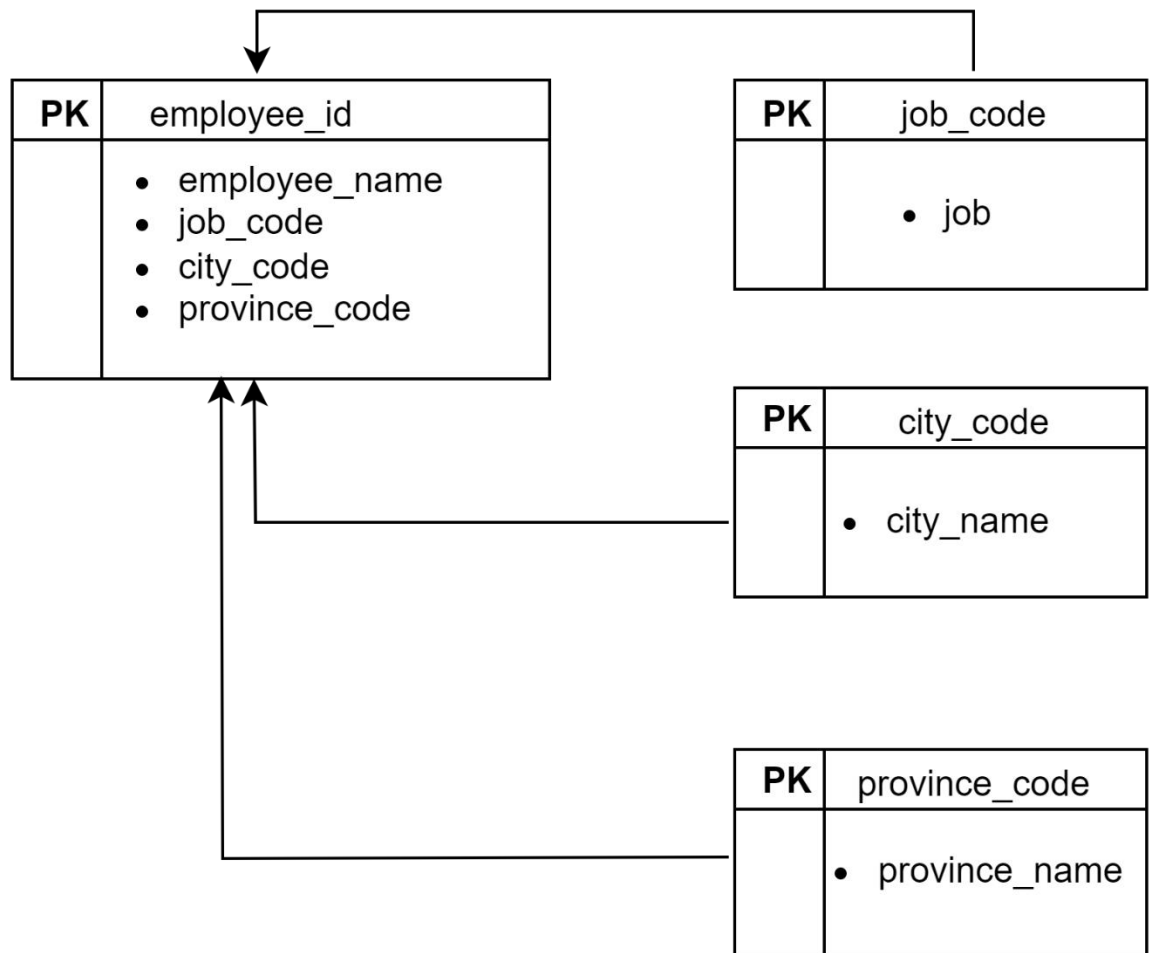 PK employee_id
• employee_name
• job_code
• city_code
• province_code
PK job_code
• job
PK city_code
• city_name
PK province_code
• province_name